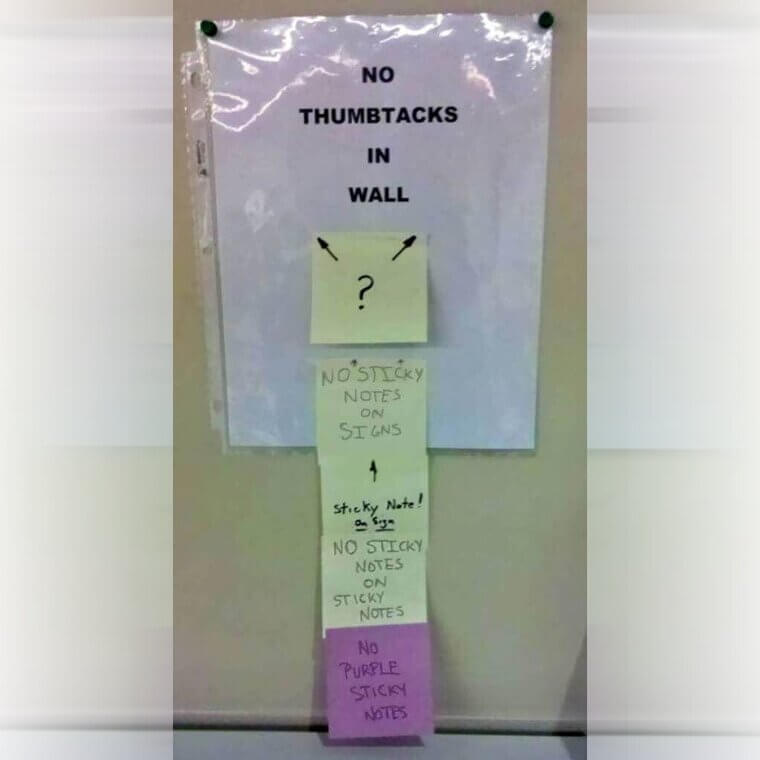 NO
THUMBTACKS
IN
WALL
?
NO STICKY
NOTES
ON
SIGNS
Sticky Note!
On Sign
NO STICKY
NOTES
ON
STICKY
NOTES
NO
PURPLE
STICKY
NOTES